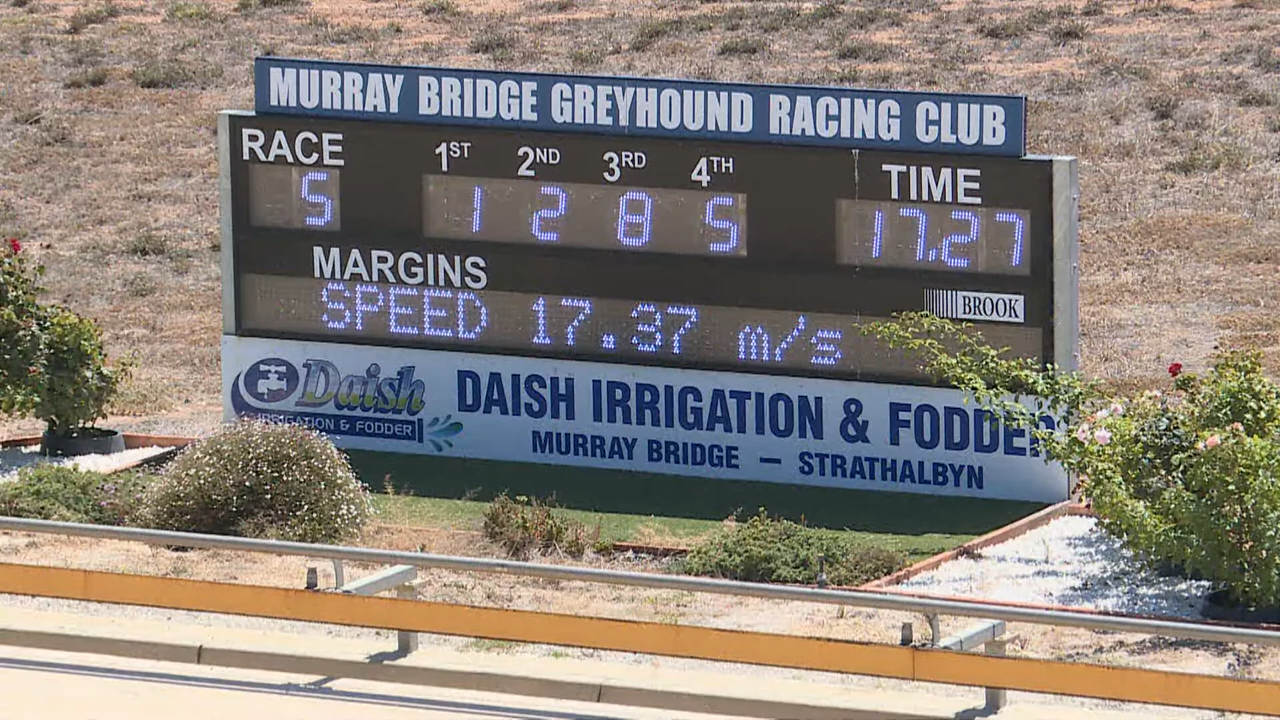 MURRAY BRIDGE GREYHOUND RACING CLUB
RACE 1ST 2ND 3RD 4TH TIME
5 1 2 8 5 17.27
MARGINS
BROOK
SPEED 17.37 m/s
Daish
IRRIGATION & FODDER
DAISH IRRIGATION & FODDER
MURRAY BRIDGE – STRATHALBYN